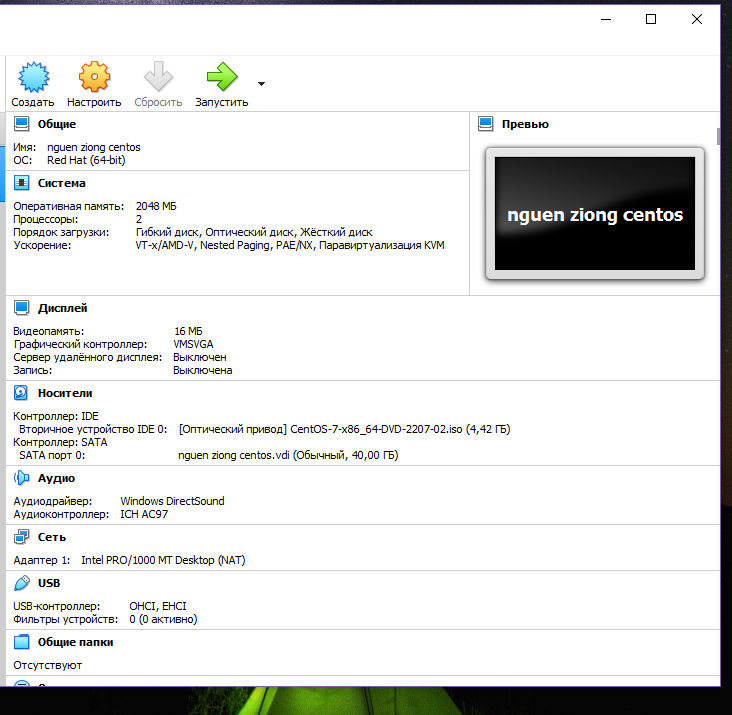 Создать Настроить Сбросить Запустить
Общие
Имя: nguen ziong centos
ОС: Red Hat (64-bit)
Превью
nguen ziong centos
Система
Оперативная память: 2048 МБ
Процессоры: 2
Порядок загрузки: Гибкий диск, Оптический диск, Жёсткий диск
Ускорение: VT-x/AMD-V, Nested Paging, PAE/NX, Паравиртуализация KVM
Дисплей
Видеопамять: 16 МБ
Графический контроллер: VMSVGA
Сервер удалённого дисплея: Выключен
Запись: Выключена
Носители
Контроллер: IDE
Вторичное устройство IDE 0: [Оптический привод] CentOS-7-x86_64-DVD-2207-02.iso (4,42 ГБ)
Контроллер: SATA
SATA порт 0: nguen ziong centos.vdi (Обычный, 40,00 ГБ)
Аудио
Аудиодрайвер: Windows DirectSound
Аудиоконтроллер: ICH AC97
Сеть
Адаптер 1: Intel PRO/1000 MT Desktop (NAT)
USB
USB-контроллер: OHCI, EHCI
Фильтры устройств: 0 (0 активно)
Общие папки
Отсутствуют